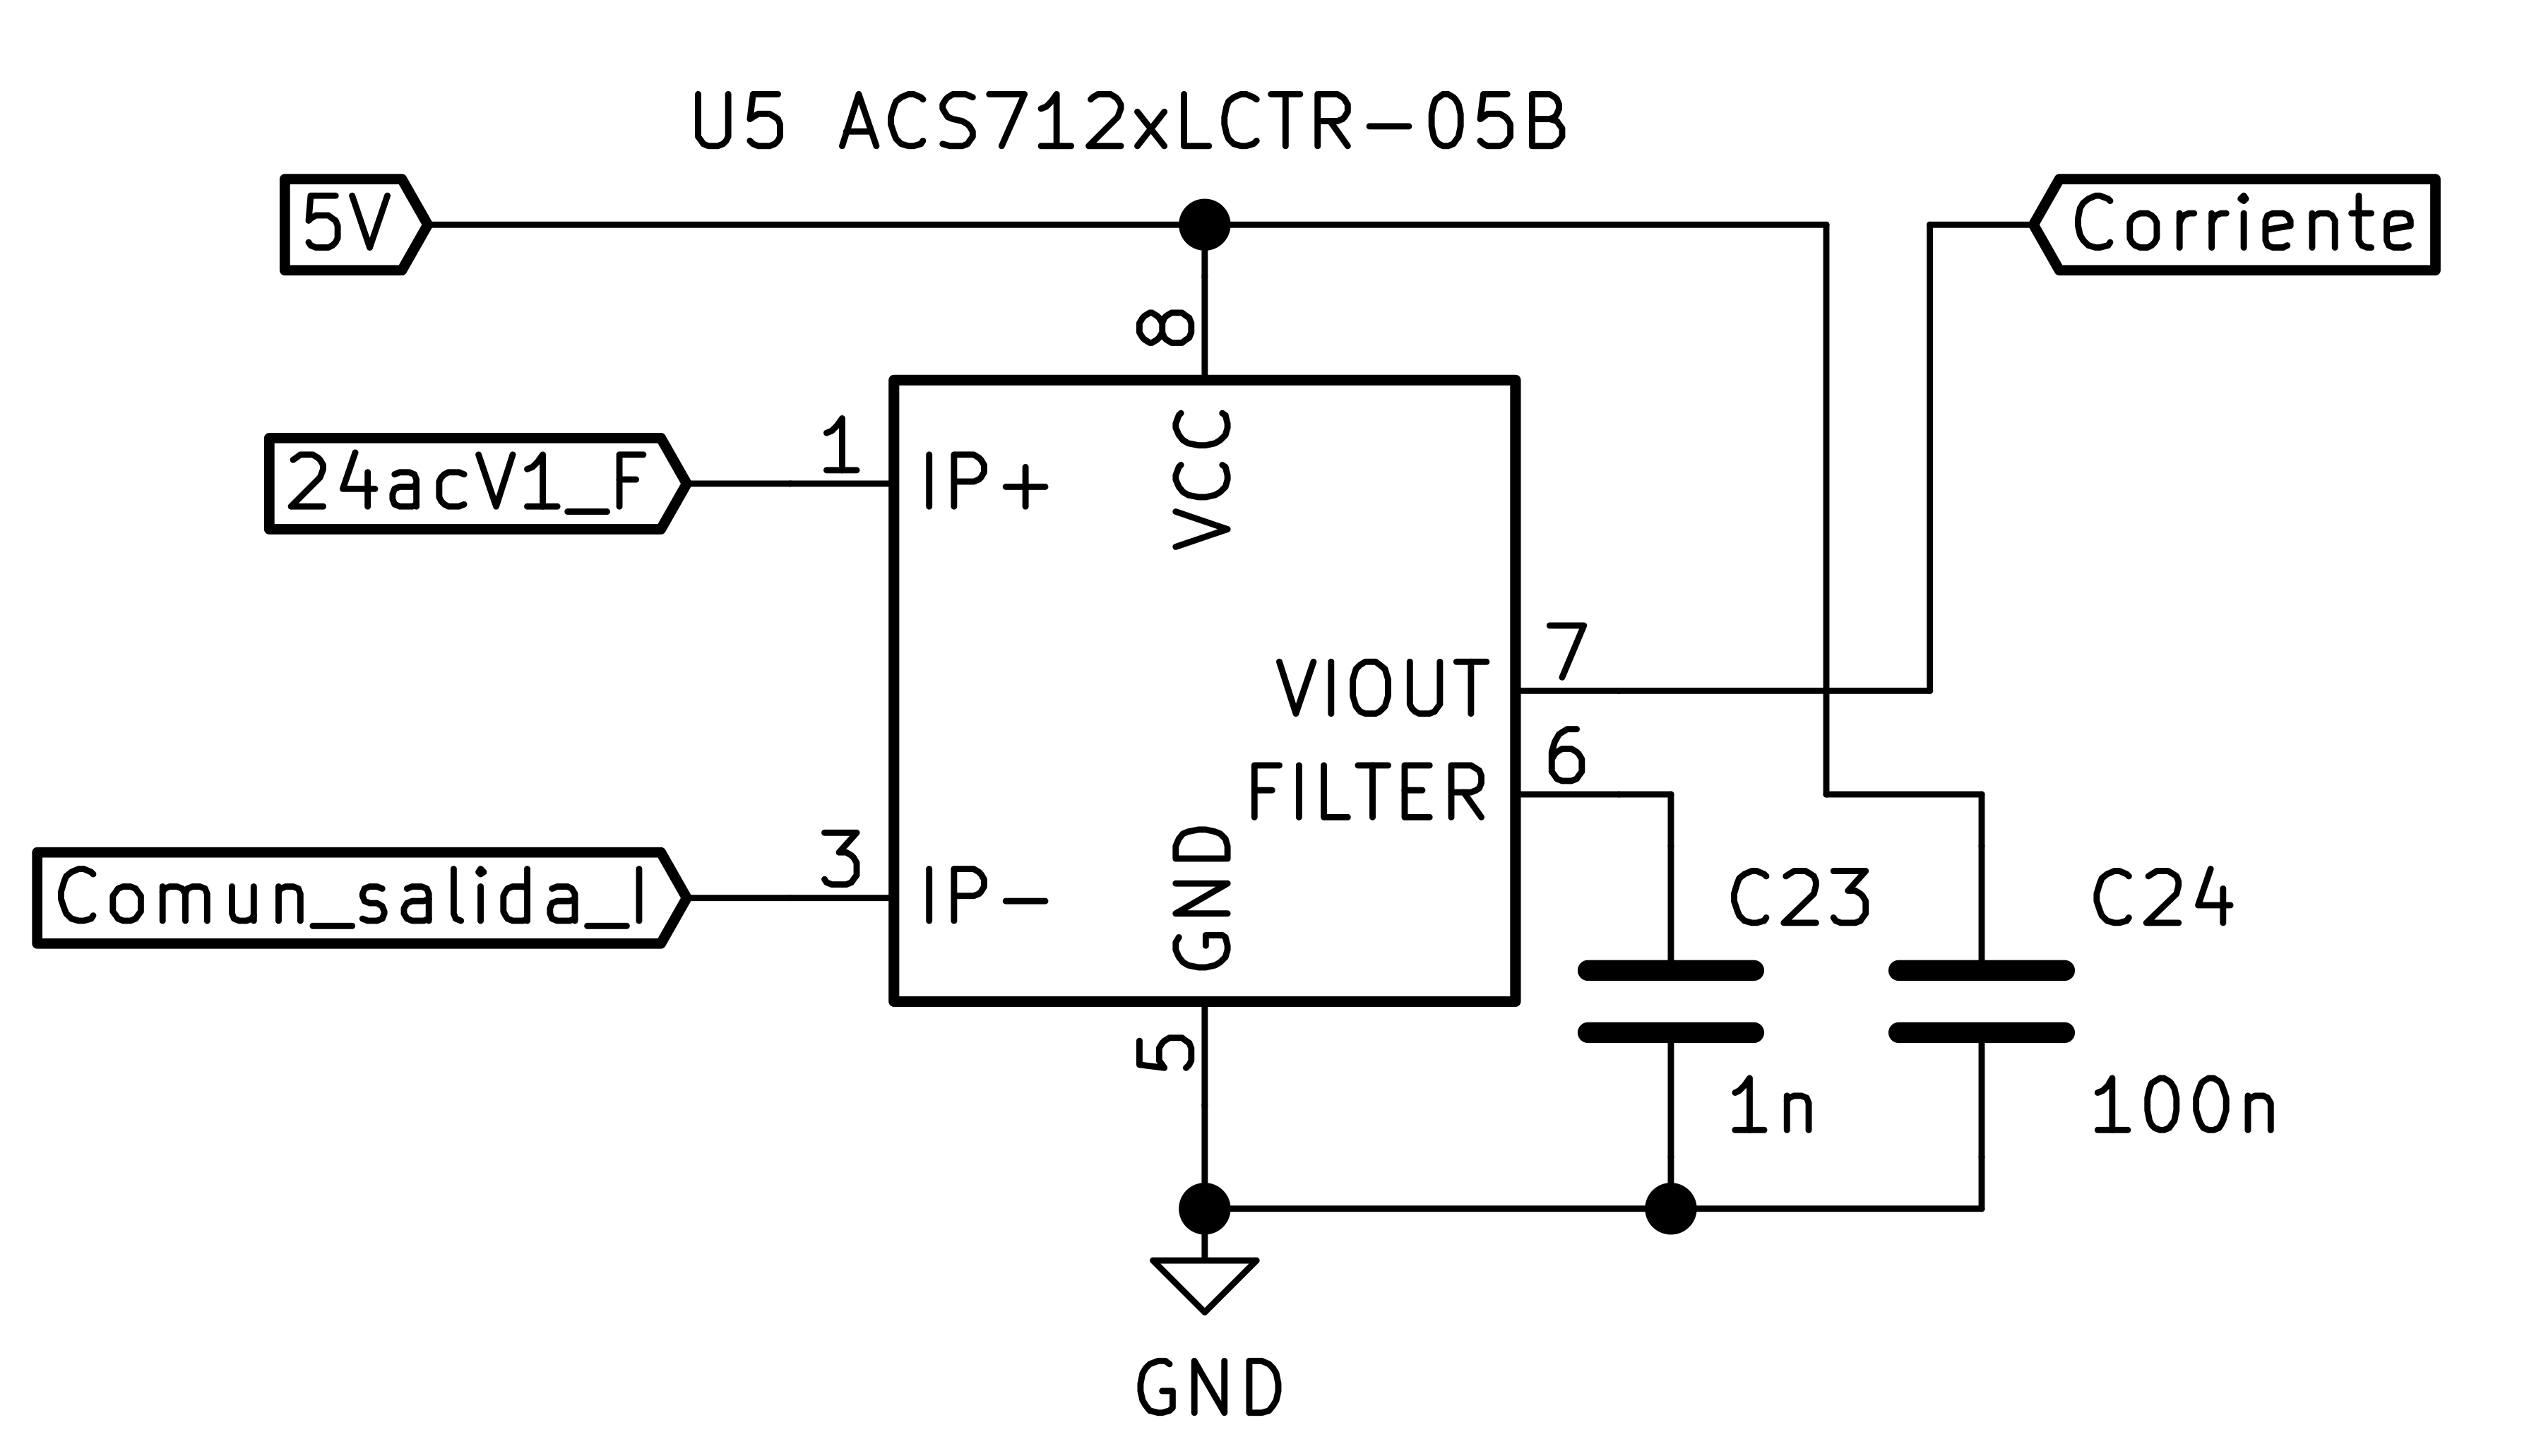 U5 ACS712xLCTR-05B
5V
Corriente
8
1
24acV1_F
IP+
VCC
7
VIOUT
6
FILTER
3
Comun_salida_I
IP-
GND
C23
C24
5
1n
100n
GND